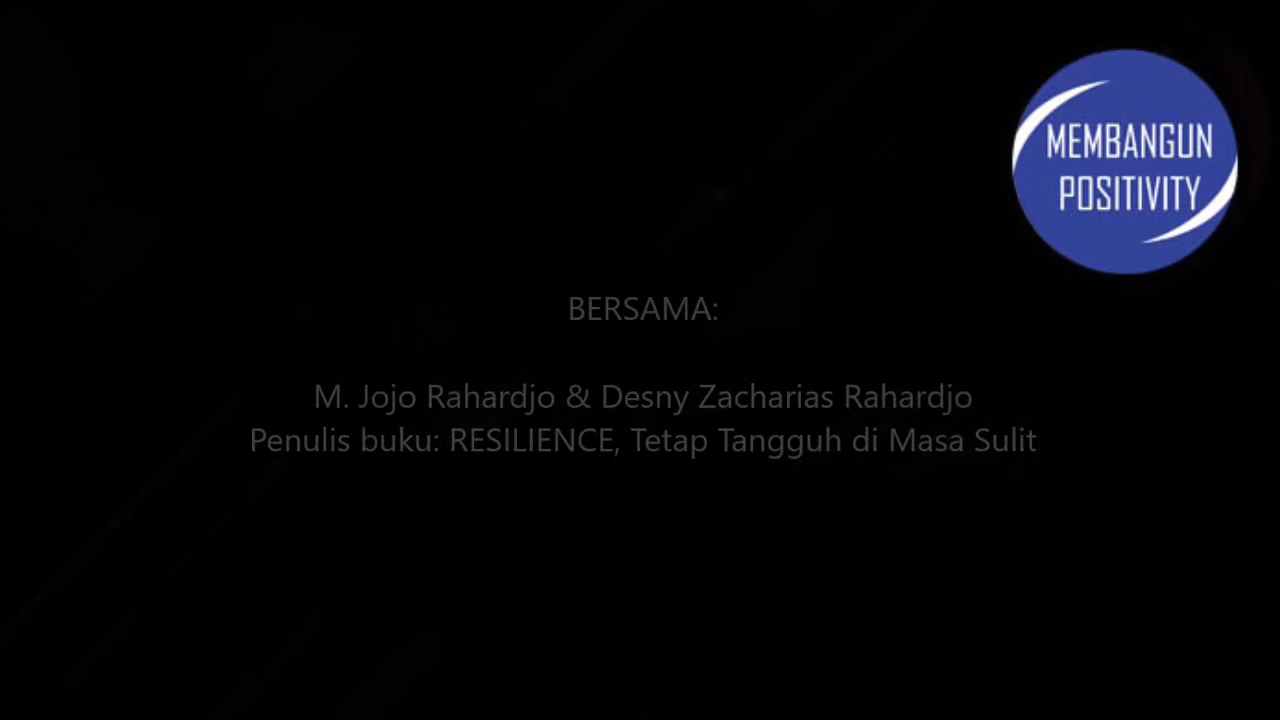 MEMBANGUN
POSITIVITY
BERSAMA:
M. Jojo Rahardjo & Desny Zacharias Rahardjo
Penulis buku: RESILIENCE, Tetap Tangguh di Masa Sulit